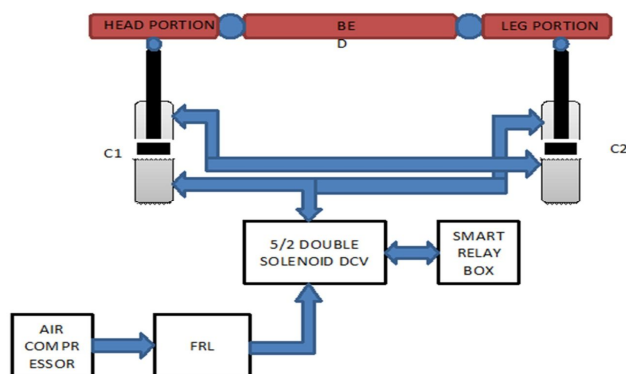 HEAD PORTION
BE
D
LEG PORTION
C1
C2
5/2 DOUBLE
SOLENOID DCV
SMART
RELAY
BOX
AIR
COMPR
ESSOR
FRL